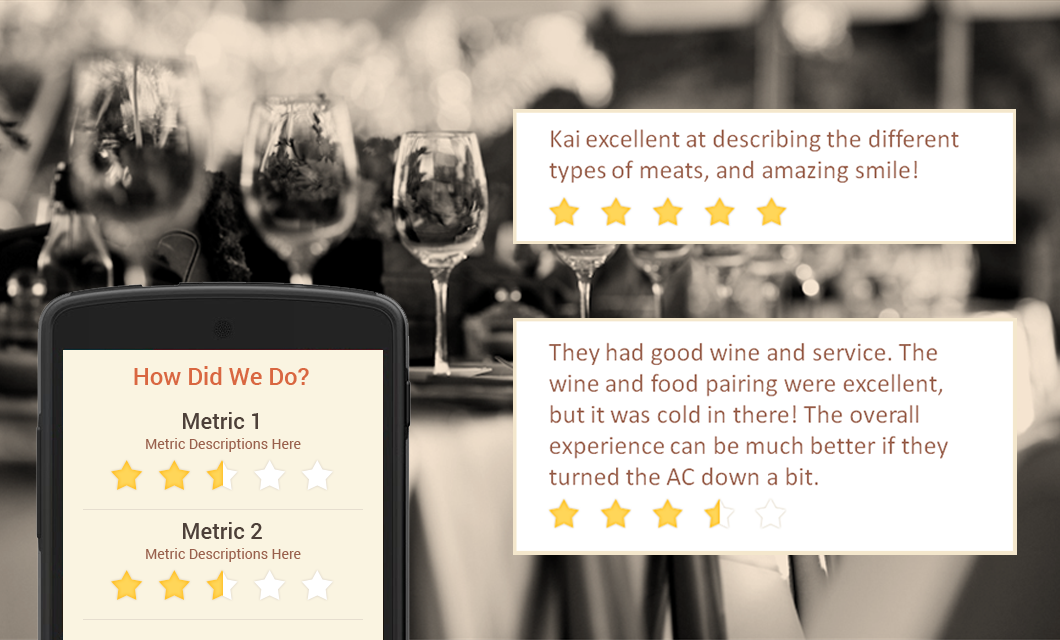 How Did We Do?
Metric 1
Metric Descriptions Here
Metric 2
Metric Descriptions Here
Kai excellent at describing the different
types of meats, and amazing smile!
They had good wine and service. The
wine and food pairing were excellent,
but it was cold in there! The overall
experience can be much better if they
turned the AC down a bit.